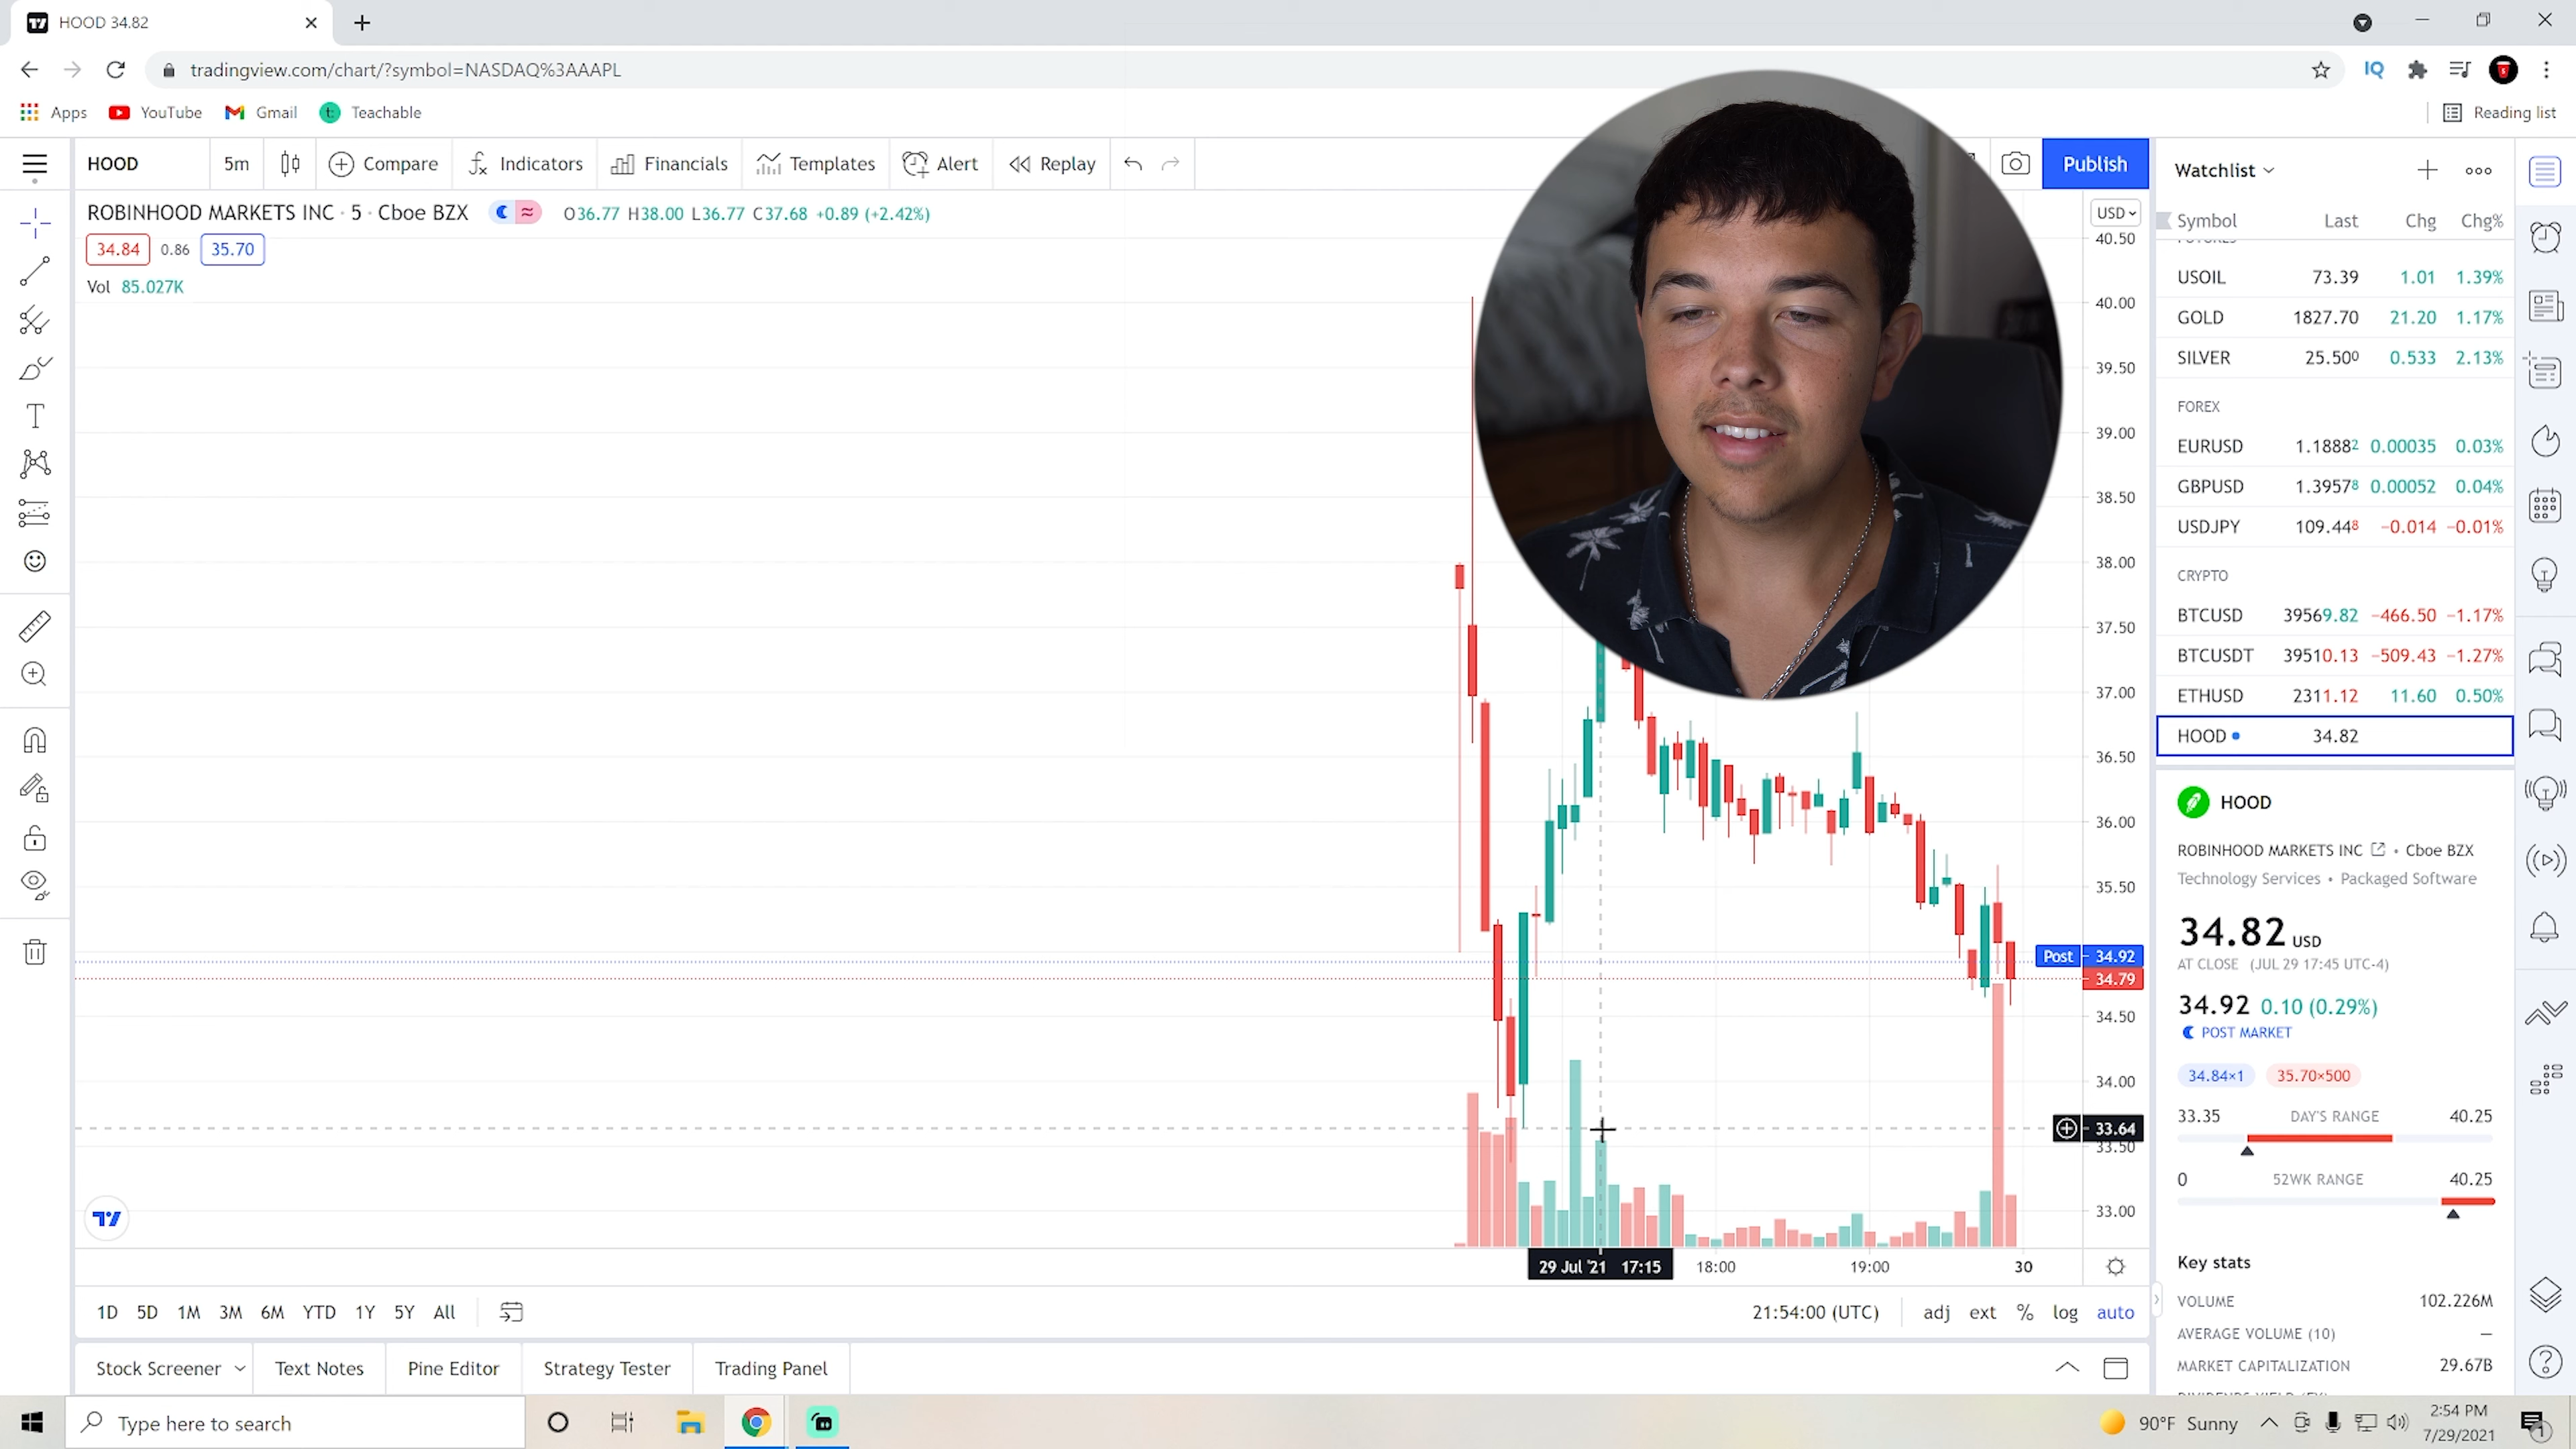 HOOD 34.82
tradingview.com/chart/?symbol=NASDAQ%3AAAPL
IQ
Apps YouTube Gmail Teachable Reading list
HOOD 5m Compare Indicators Financials Templates Alert Replay Publish
ROBINHOOD MARKETS INC · 5 · Cboe BZX O36.77 H38.00 L36.77 C37.68 +0.89 (+2.42%)
34.84 0.86 35.70
Vol 85.027K
USD
40.50
40.00
39.50
39.00
38.50
38.00
37.50
37.00
36.50
36.00
35.50
Post 34.92
34.79
34.50
34.00
33.64
33.50
33.00
29 Jul '21 17:15 18:00 19:00 30
1D 5D 1M 3M 6M YTD 1Y 5Y All 21:54:00 (UTC) adj ext % log auto
Stock Screener Text Notes Pine Editor Strategy Tester Trading Panel
Watchlist
Symbol Last Chg Chg%
USOIL 73.39 1.01 1.39%
GOLD 1827.70 21.20 1.17%
SILVER 25.500 0.533 2.13%
FOREX
EURUSD 1.18882 0.00035 0.03%
GBPUSD 1.39578 0.00052 0.04%
USDJPY 109.448 −0.014 −0.01%
CRYPTO
BTCUSD 39569.82 −466.50 −1.17%
BTCUSDT 39510.13 −509.43 −1.27%
ETHUSD 2311.12 11.60 0.50%
HOOD 34.82
HOOD
ROBINHOOD MARKETS INC • Cboe BZX
Technology Services • Packaged Software
34.82 USD
AT CLOSE (JUL 29 17:45 UTC-4)
34.92 0.10 (0.29%)
POST MARKET
34.84×1 35.70×500
33.35 DAY'S RANGE 40.25
0 52WK RANGE 40.25
Key stats
VOLUME 102.226M
AVERAGE VOLUME (10) —
MARKET CAPITALIZATION 29.67B
Type here to search
90°F Sunny
2:54 PM
7/29/2021
1